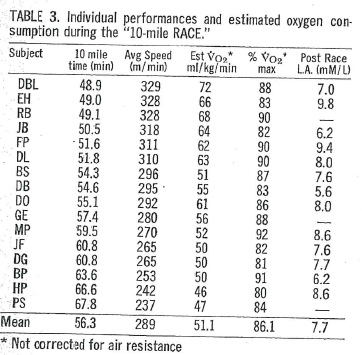 TABLE 3. Individual performances and estimated oxygen con-
sumption during the "10-mile RACE."
Subject 10 mile time (min) Avg Speed (m/min) Est V̇O₂* ml/kg/min % V̇O₂* max Post Race L.A. (mM/L)
DBL 48.9 329 72 88 7.0
EH 49.0 328 66 83 9.8
RB 49.1 328 68 90 —
JB 50.5 318 64 82 6.2
FP 51.6 311 62 90 9.4
DL 51.8 310 63 90 8.0
BS 54.3 296 51 87 7.6
DB 54.6 295 55 83 5.6
DO 55.1 292 61 86 8.0
GE 57.4 280 56 88 —
MP 59.5 270 52 92 8.6
JF 60.8 265 50 82 7.6
DG 60.8 265 50 81 7.7
BP 63.6 253 50 91 6.2
HP 66.6 242 46 80 8.6
PS 67.8 237 47 84 —
Mean 56.3 289 51.1 86.1 7.7
* Not corrected for air resistance